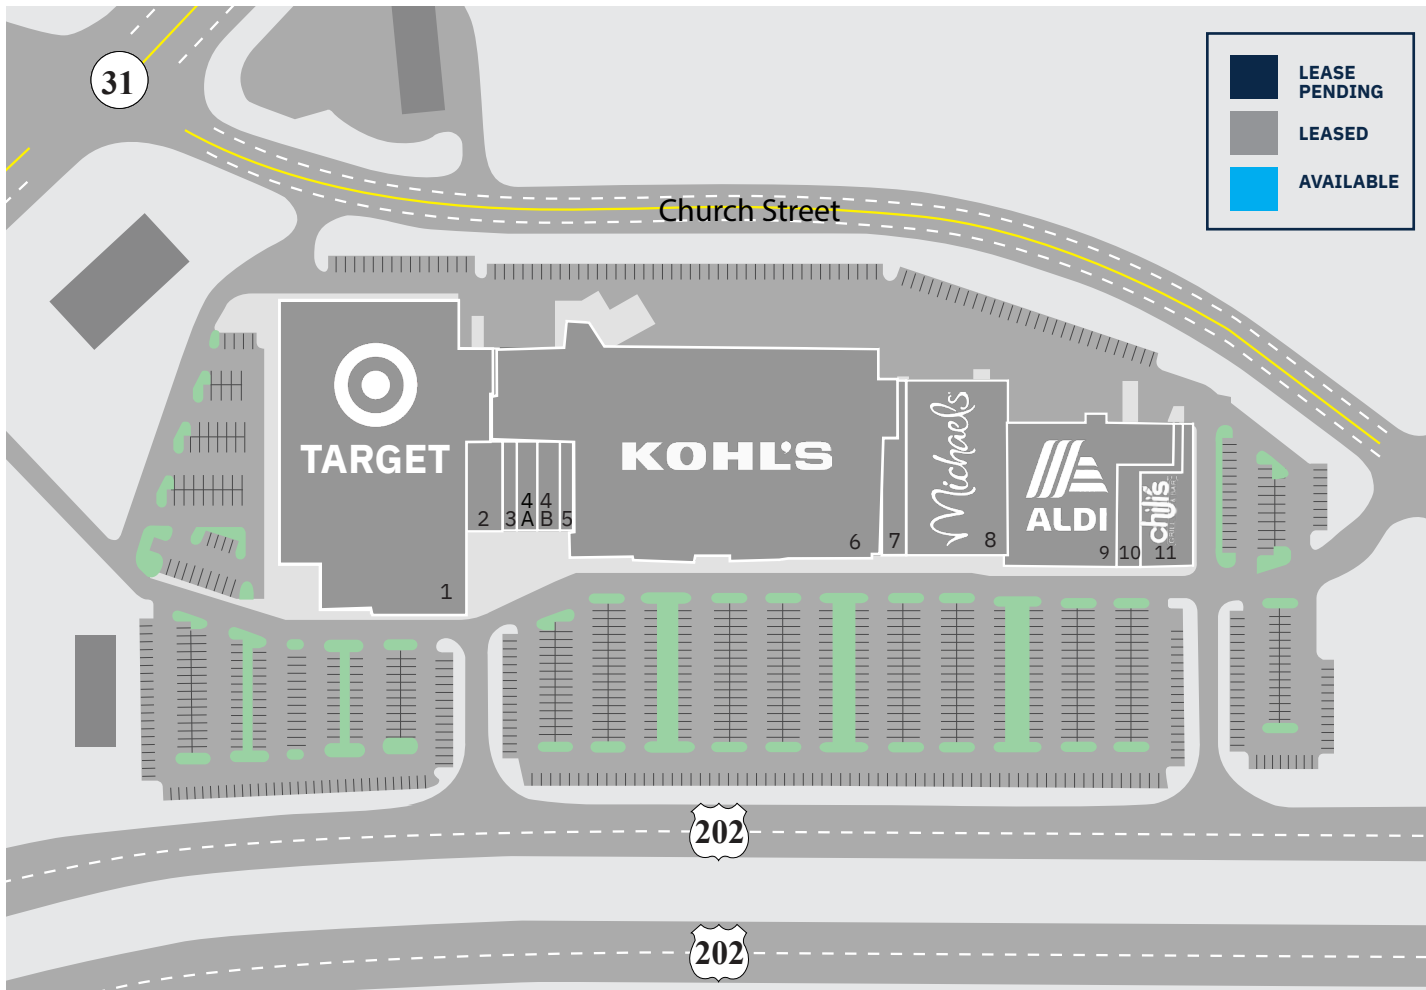 31
LEASE
PENDING
LEASED
AVAILABLE
Church Street
TARGET
KOHL'S
Michaels
ALDI
chili's
1
2
3
4
A
4
B
5
6
7
8
9
10
11
202
202